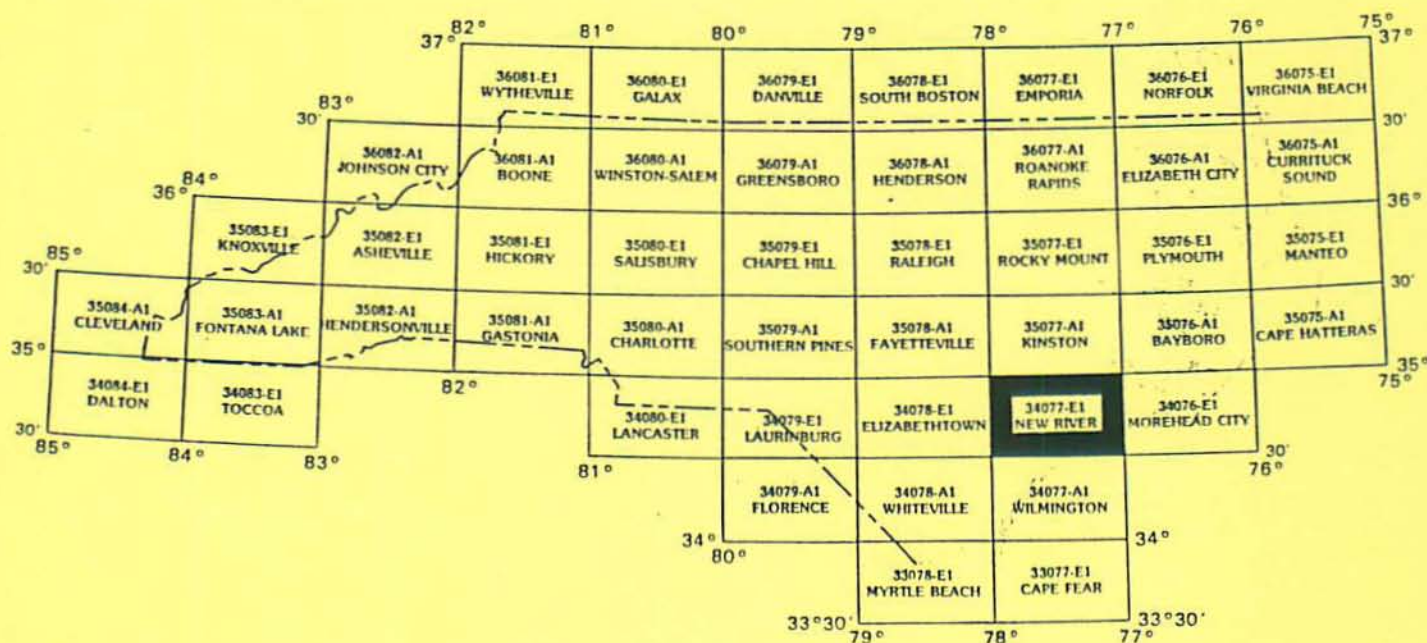 82° 81° 80° 79° 78° 77° 76° 75°
37° 37°
36081-E1 36080-E1 36079-E1 36078-E1 36077-E1 36076-E1 36075-E1
WYTHEVILLE GALAX DANVILLE SOUTH BOSTON EMPORIA NORFOLK VIRGINIA BEACH
83°
30' 30'
36082-A1 36081-A1 36080-A1 36079-A1 36078-A1 36077-A1 36076-A1 36075-A1
JOHNSON CITY BOONE WINSTON-SALEM GREENSBORO HENDERSON ROANOKE RAPIDS ELIZABETH CITY CURRITUCK SOUND
84°
36° 36°
35083-E1 35082-E1 35081-E1 35080-E1 35079-E1 35078-E1 35077-E1 35076-E1 35075-E1
KNOXVILLE ASHEVILLE HICKORY SALISBURY CHAPEL HILL RALEIGH ROCKY MOUNT PLYMOUTH MANTEO
85°
30' 30'
35084-A1 35083-A1 35082-A1 35081-A1 35080-A1 35079-A1 35078-A1 35077-A1 35076-A1 35075-A1
CLEVELAND FONTANA LAKE HENDERSONVILLE GASTONIA CHARLOTTE SOUTHERN PINES FAYETTEVILLE KINSTON BAYBORO CAPE HATTERAS
35° 35°
82° 75°
34084-E1 34083-E1 34080-E1 34079-E1 34078-E1 34077-E1 34076-E1
DALTON TOCCOA LANCASTER LAURINBURG ELIZABETHTOWN NEW RIVER MOREHEAD CITY
30' 30'
85° 84° 83° 81° 76°
34079-A1 34078-A1 34077-A1
FLORENCE WHITEVILLE WILMINGTON
34° 34°
80°
33078-E1 33077-E1
MYRTLE BEACH CAPE FEAR
33°30' 33°30'
79° 78° 77°